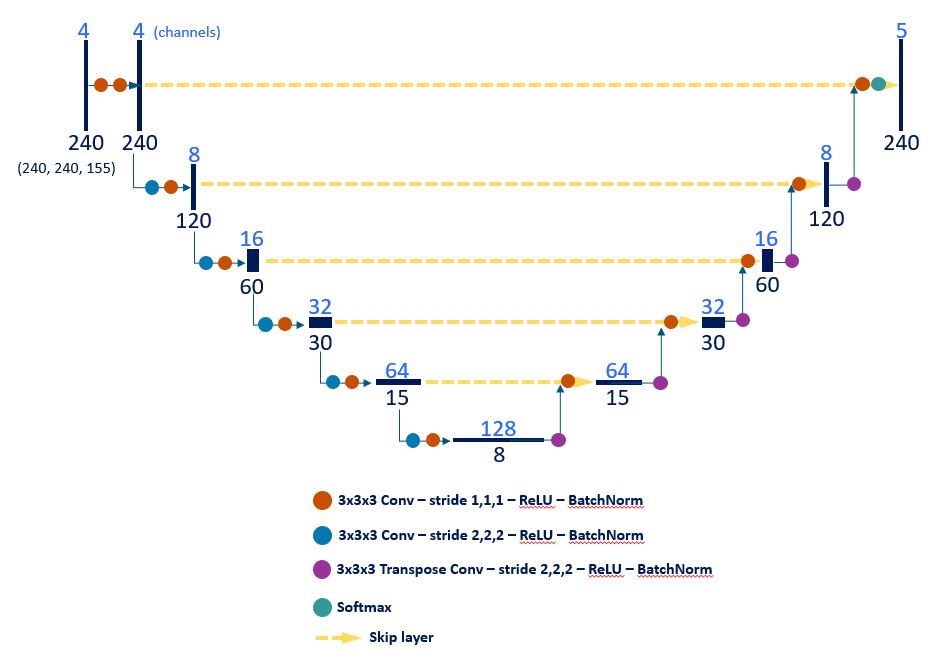 4 4 (channels) 5
240 240 240
(240, 240, 155)
8 8
120 120
16 16
60 60
32 32
30 30
64 64
15 15
128
8
3x3x3 Conv – stride 1,1,1 – ReLU – BatchNorm
3x3x3 Conv – stride 2,2,2 – ReLU – BatchNorm
3x3x3 Transpose Conv – stride 2,2,2 – ReLU – BatchNorm
Softmax
Skip layer